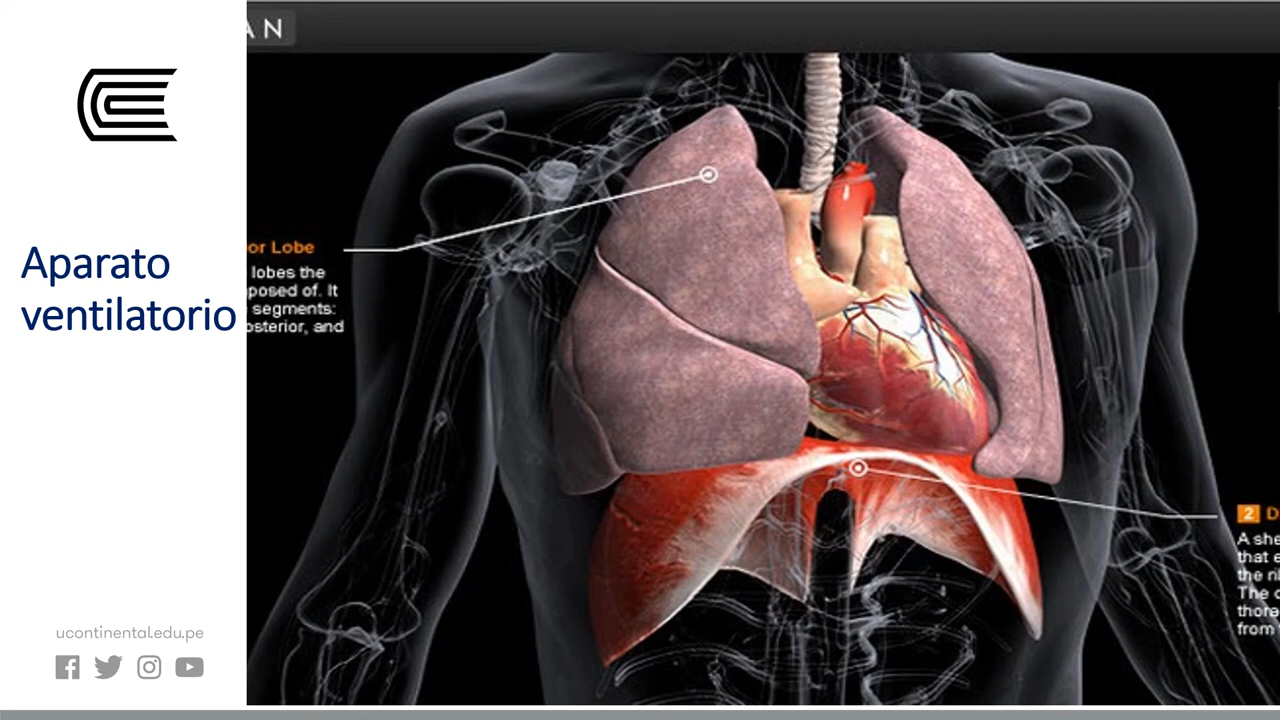 AN
Aparato
ventilatorio
or Lobe
lobes the
posed of. It
segments:
osterior, and
2 D
A she
that e
the ri
The d
thora
from
ucontinental.edu.pe